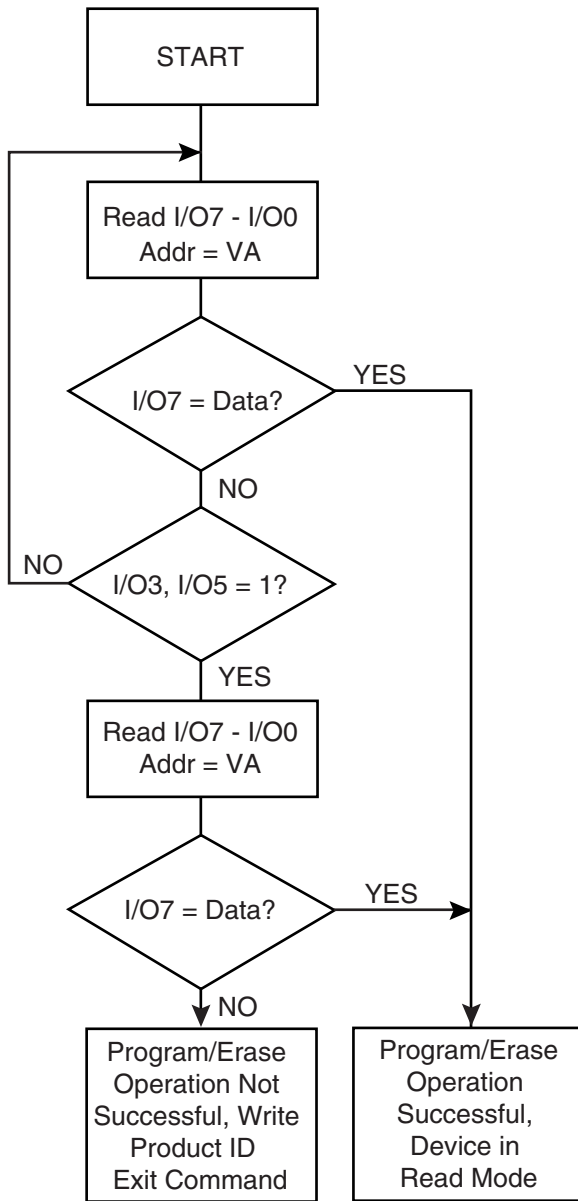 START
Read I/O7 - I/O0
Addr = VA
I/O7 = Data?
YES
NO
NO
I/O3, I/O5 = 1?
YES
Read I/O7 - I/O0
Addr = VA
I/O7 = Data?
YES
NO
Program/Erase
Operation Not
Successful, Write
Product ID
Exit Command
Program/Erase
Operation
Successful,
Device in
Read Mode